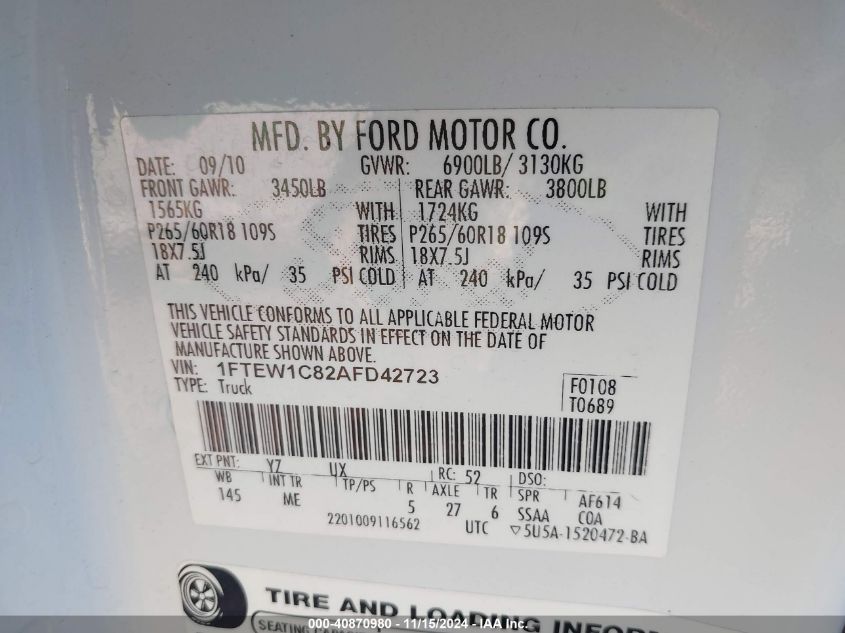 MFD. BY FORD MOTOR CO.
DATE: 09/10 GVWR: 6900LB/ 3130KG
FRONT GAWR: 3450LB REAR GAWR: 3800LB
1565KG WITH 1724KG WITH
P265/60R18 109S TIRES P265/60R18 109S TIRES
18X7.5J RIMS 18X7.5J RIMS
AT 240 kPa/ 35 PSI COLD AT 240 kPa/ 35 PSI COLD
THIS VEHICLE CONFORMS TO ALL APPLICABLE FEDERAL MOTOR
VEHICLE SAFETY STANDARDS IN EFFECT ON THE DATE OF
MANUFACTURE SHOWN ABOVE.
VIN: 1FTEW1C82AFD42723
TYPE: Truck
F0108
T0689
EXT PNT: YZ UX RC: 52 DSO:
WB INT TR TP/PS R AXLE TR SPR AF614
145 ME 5 27 6 SSAA COA
2201009116562 UTC ▽5U5A-1520472-BA
TIRE AND LOADING INFORM
SEATING
000-40870980 - 11/15/2024 - IAA Inc.